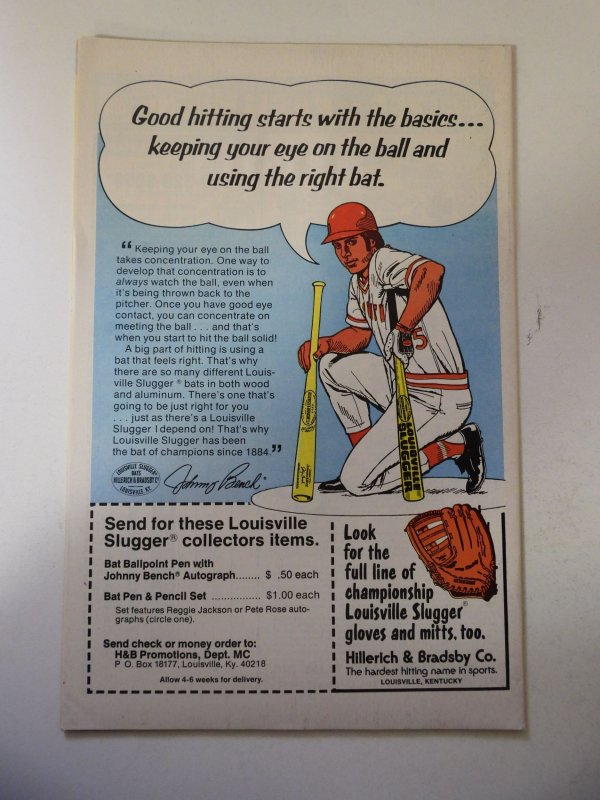 Good hitting starts with the basics...
keeping your eye on the ball and
using the right bat.
“ Keeping your eye on the ball
takes concentration. One way to
develop that concentration is to
always watch the ball, even when
it's being thrown back to the
pitcher. Once you have good eye
contact, you can concentrate on
meeting the ball . . . and that's
when you start to hit the ball solid!
A big part of hitting is using a
bat that feels right. That's why
there are so many different Louis-
ville Slugger® bats in both wood
and aluminum. There's one that's
going to be just right for you
. . . just as there's a Louisville
Slugger I depend on! That's why
Louisville Slugger has been
the bat of champions since 1884.”
LOUISVILLE SLUGGER®
BATS
HILLERICH & BRADSBY Co
LOUISVILLE, KY.
Johnny Bench®
5
LOUISVILLE
SLUGGER
Send for these Louisville
Slugger® collectors items.
Bat Ballpoint Pen with
Johnny Bench® Autograph........ $ .50 each
Bat Pen & Pencil Set ................ $1.00 each
Set features Reggie Jackson or Pete Rose auto-
graphs (circle one).
Send check or money order to:
H&B Promotions, Dept. MC
P O. Box 18177, Louisville, Ky. 40218
Allow 4-6 weeks for delivery.
Look
for the
full line of
championship
Louisville Slugger®
gloves and mitts, too.
Hillerich & Bradsby Co.
The hardest hitting name in sports.
LOUISVILLE, KENTUCKY